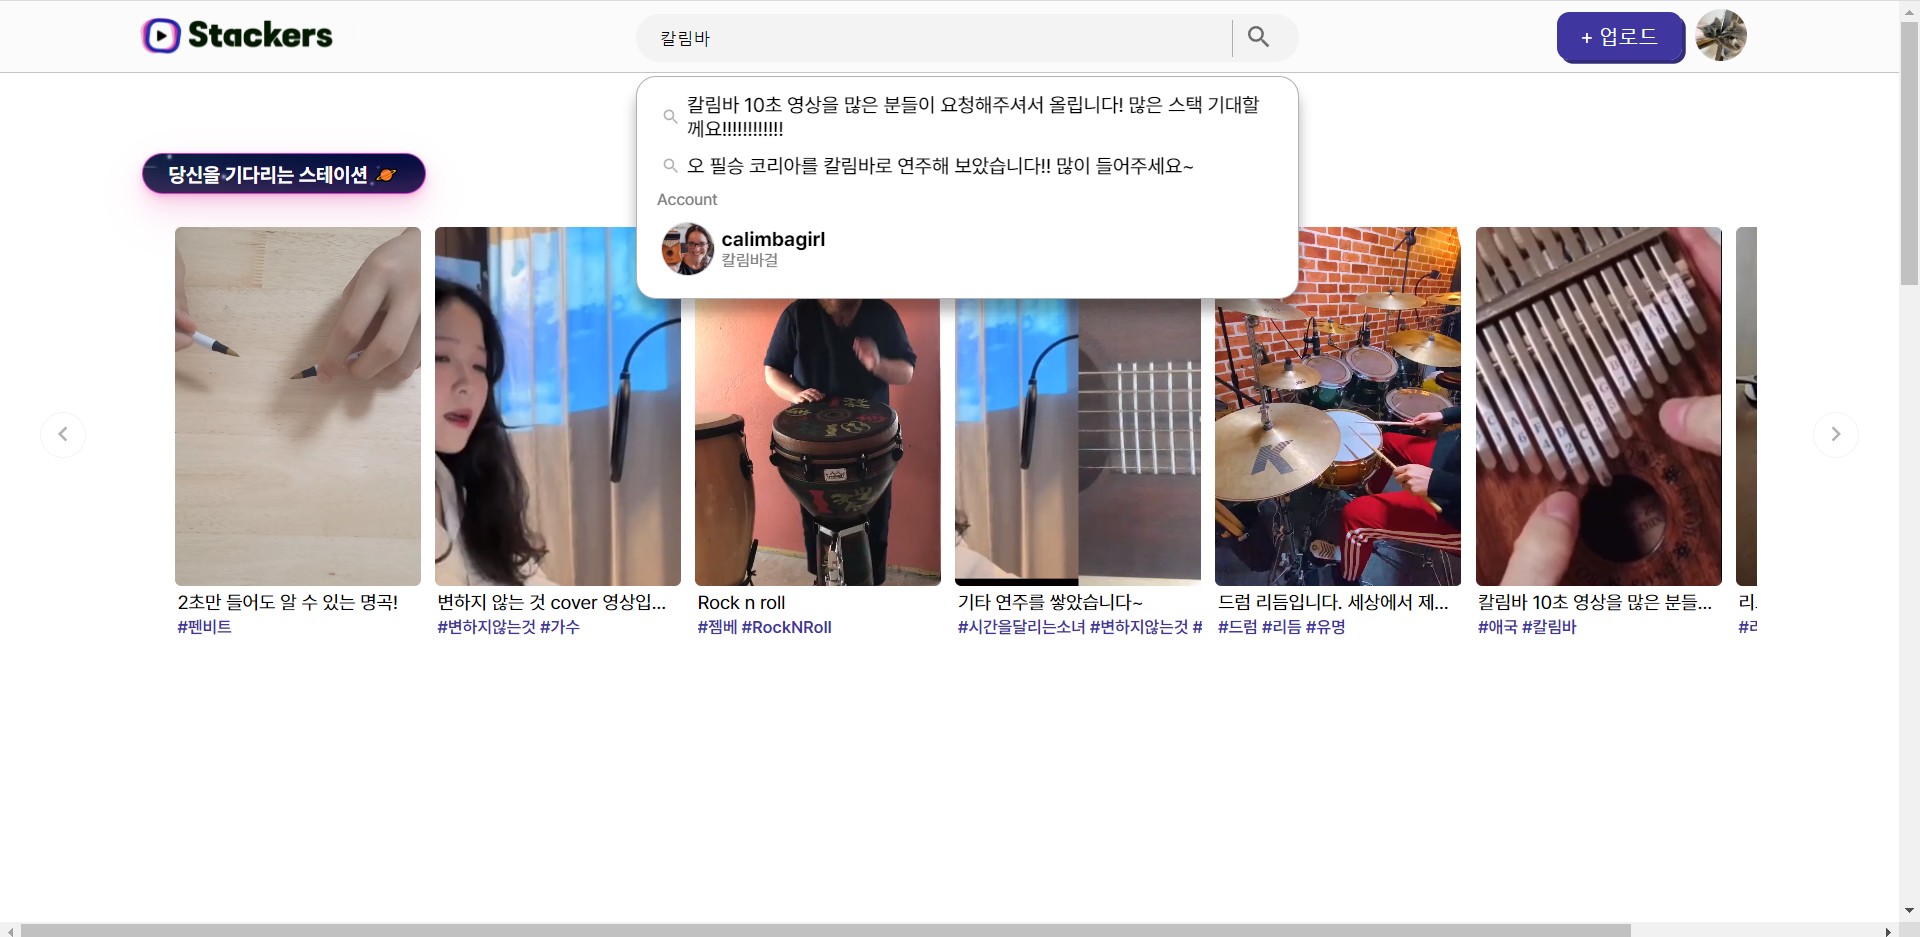 Stackers
칼림바
+ 업로드
칼림바 10초 영상을 많은 분들이 요청해주셔서 올립니다! 많은 스택 기대할
께요!!!!!!!!!!!!
오 필승 코리아를 칼림바로 연주해 보았습니다!! 많이 들어주세요~
Account
calimbagirl
칼림바걸
당신을 기다리는 스테이션
2초만 들어도 알 수 있는 명곡!
#펜비트
변하지 않는 것 cover 영상입...
#변하지않는것 #가수
Rock n roll
#젬베 #RockNRoll
기타 연주를 쌓았습니다~
#시간을달리는소녀 #변하지않는것 #
드럼 리듬입니다. 세상에서 제...
#드럼 #리듬 #유명
칼림바 10초 영상을 많은 분들...
#애국 #칼림바